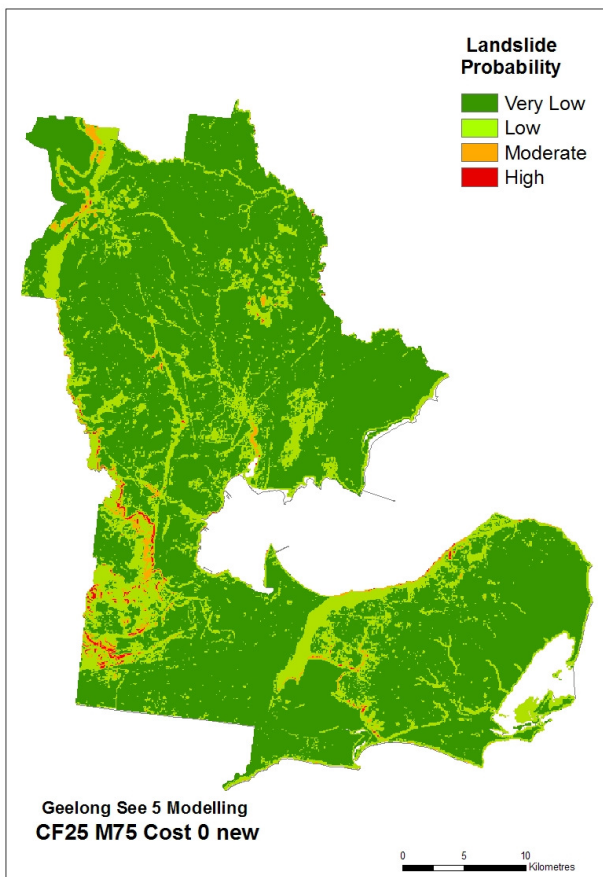 Landslide
Probability
Very Low
Low
Moderate
High
Geelong See 5 Modelling
CF25 M75 Cost 0 new
0 5 10
Kilometres